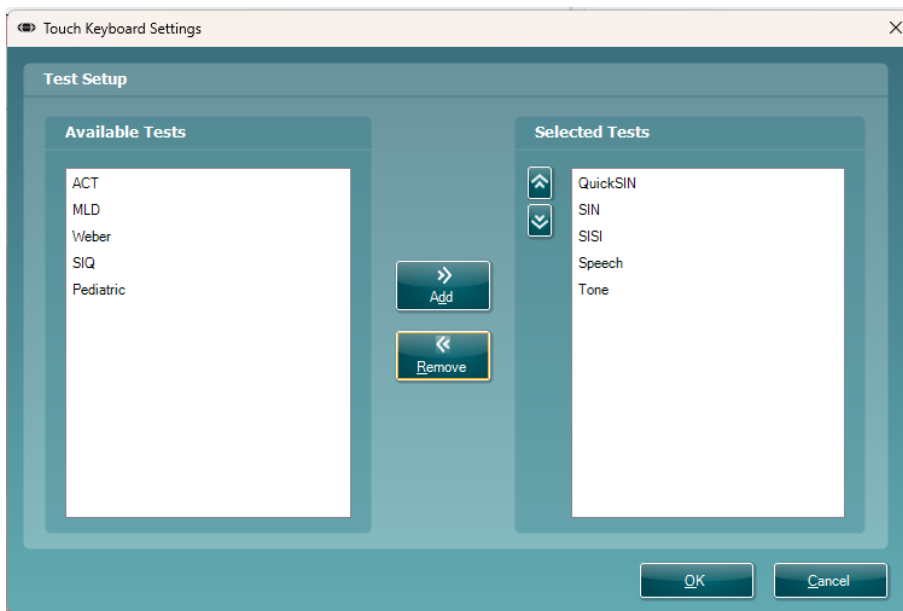 Touch Keyboard Settings
Test Setup
Available Tests
ACT
MLD
Weber
SIQ
Pediatric
Add
Remove
Selected Tests
QuickSIN
SIN
SISI
Speech
Tone
OK
Cancel